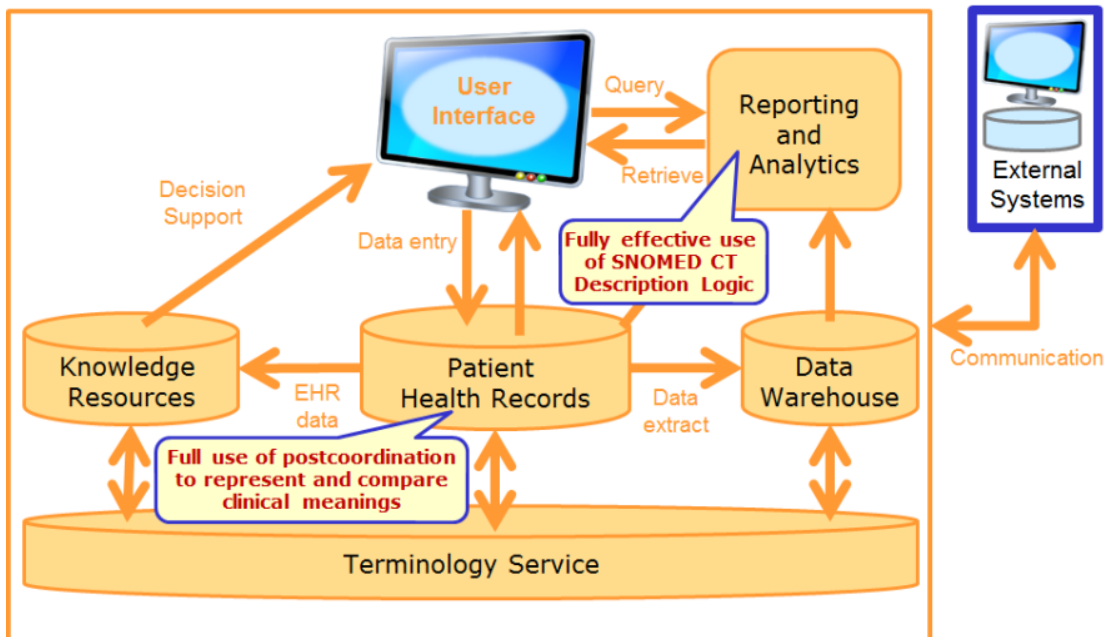 User
Interface
Query
Retrieve
Reporting
and
Analytics
External
Systems
Decision
Support
Data entry
Fully effective use
of SNOMED CT
Description Logic
Knowledge
Resources
EHR
data
Patient
Health Records
Data
extract
Data
Warehouse
Communication
Full use of postcoordination
to represent and compare
clinical meanings
Terminology Service